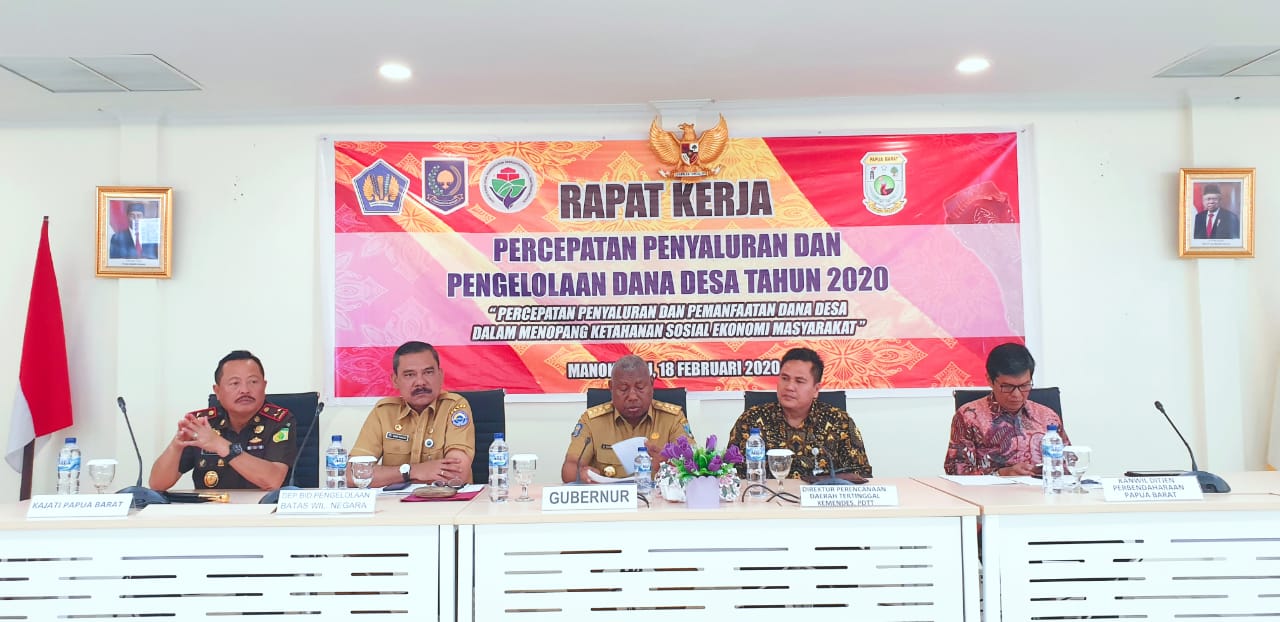 PAPUA BARAT
RAPAT KERJA
PERCEPATAN PENYALURAN DAN
PENGELOLAAN DANA DESA TAHUN 2020
“ PERCEPATAN PENYALURAN DAN PEMANFAATAN DANA DESA
DALAM MENOPANG KETAHANAN SOSIAL EKONOMI MASYARAKAT ”
18 FEBRUARI 2020
KAJATI PAPUA BARAT
DEP BID PENGELOLAAN
BATAS WIL. NEGARA
GUBERNUR
DIREKTUR PERENCANAAN
DAERAH TERTINGGAL
KEMENDES, PDTT.
KANWIL DITJEN
PERBENDAHARAAN
PAPUA BARAT